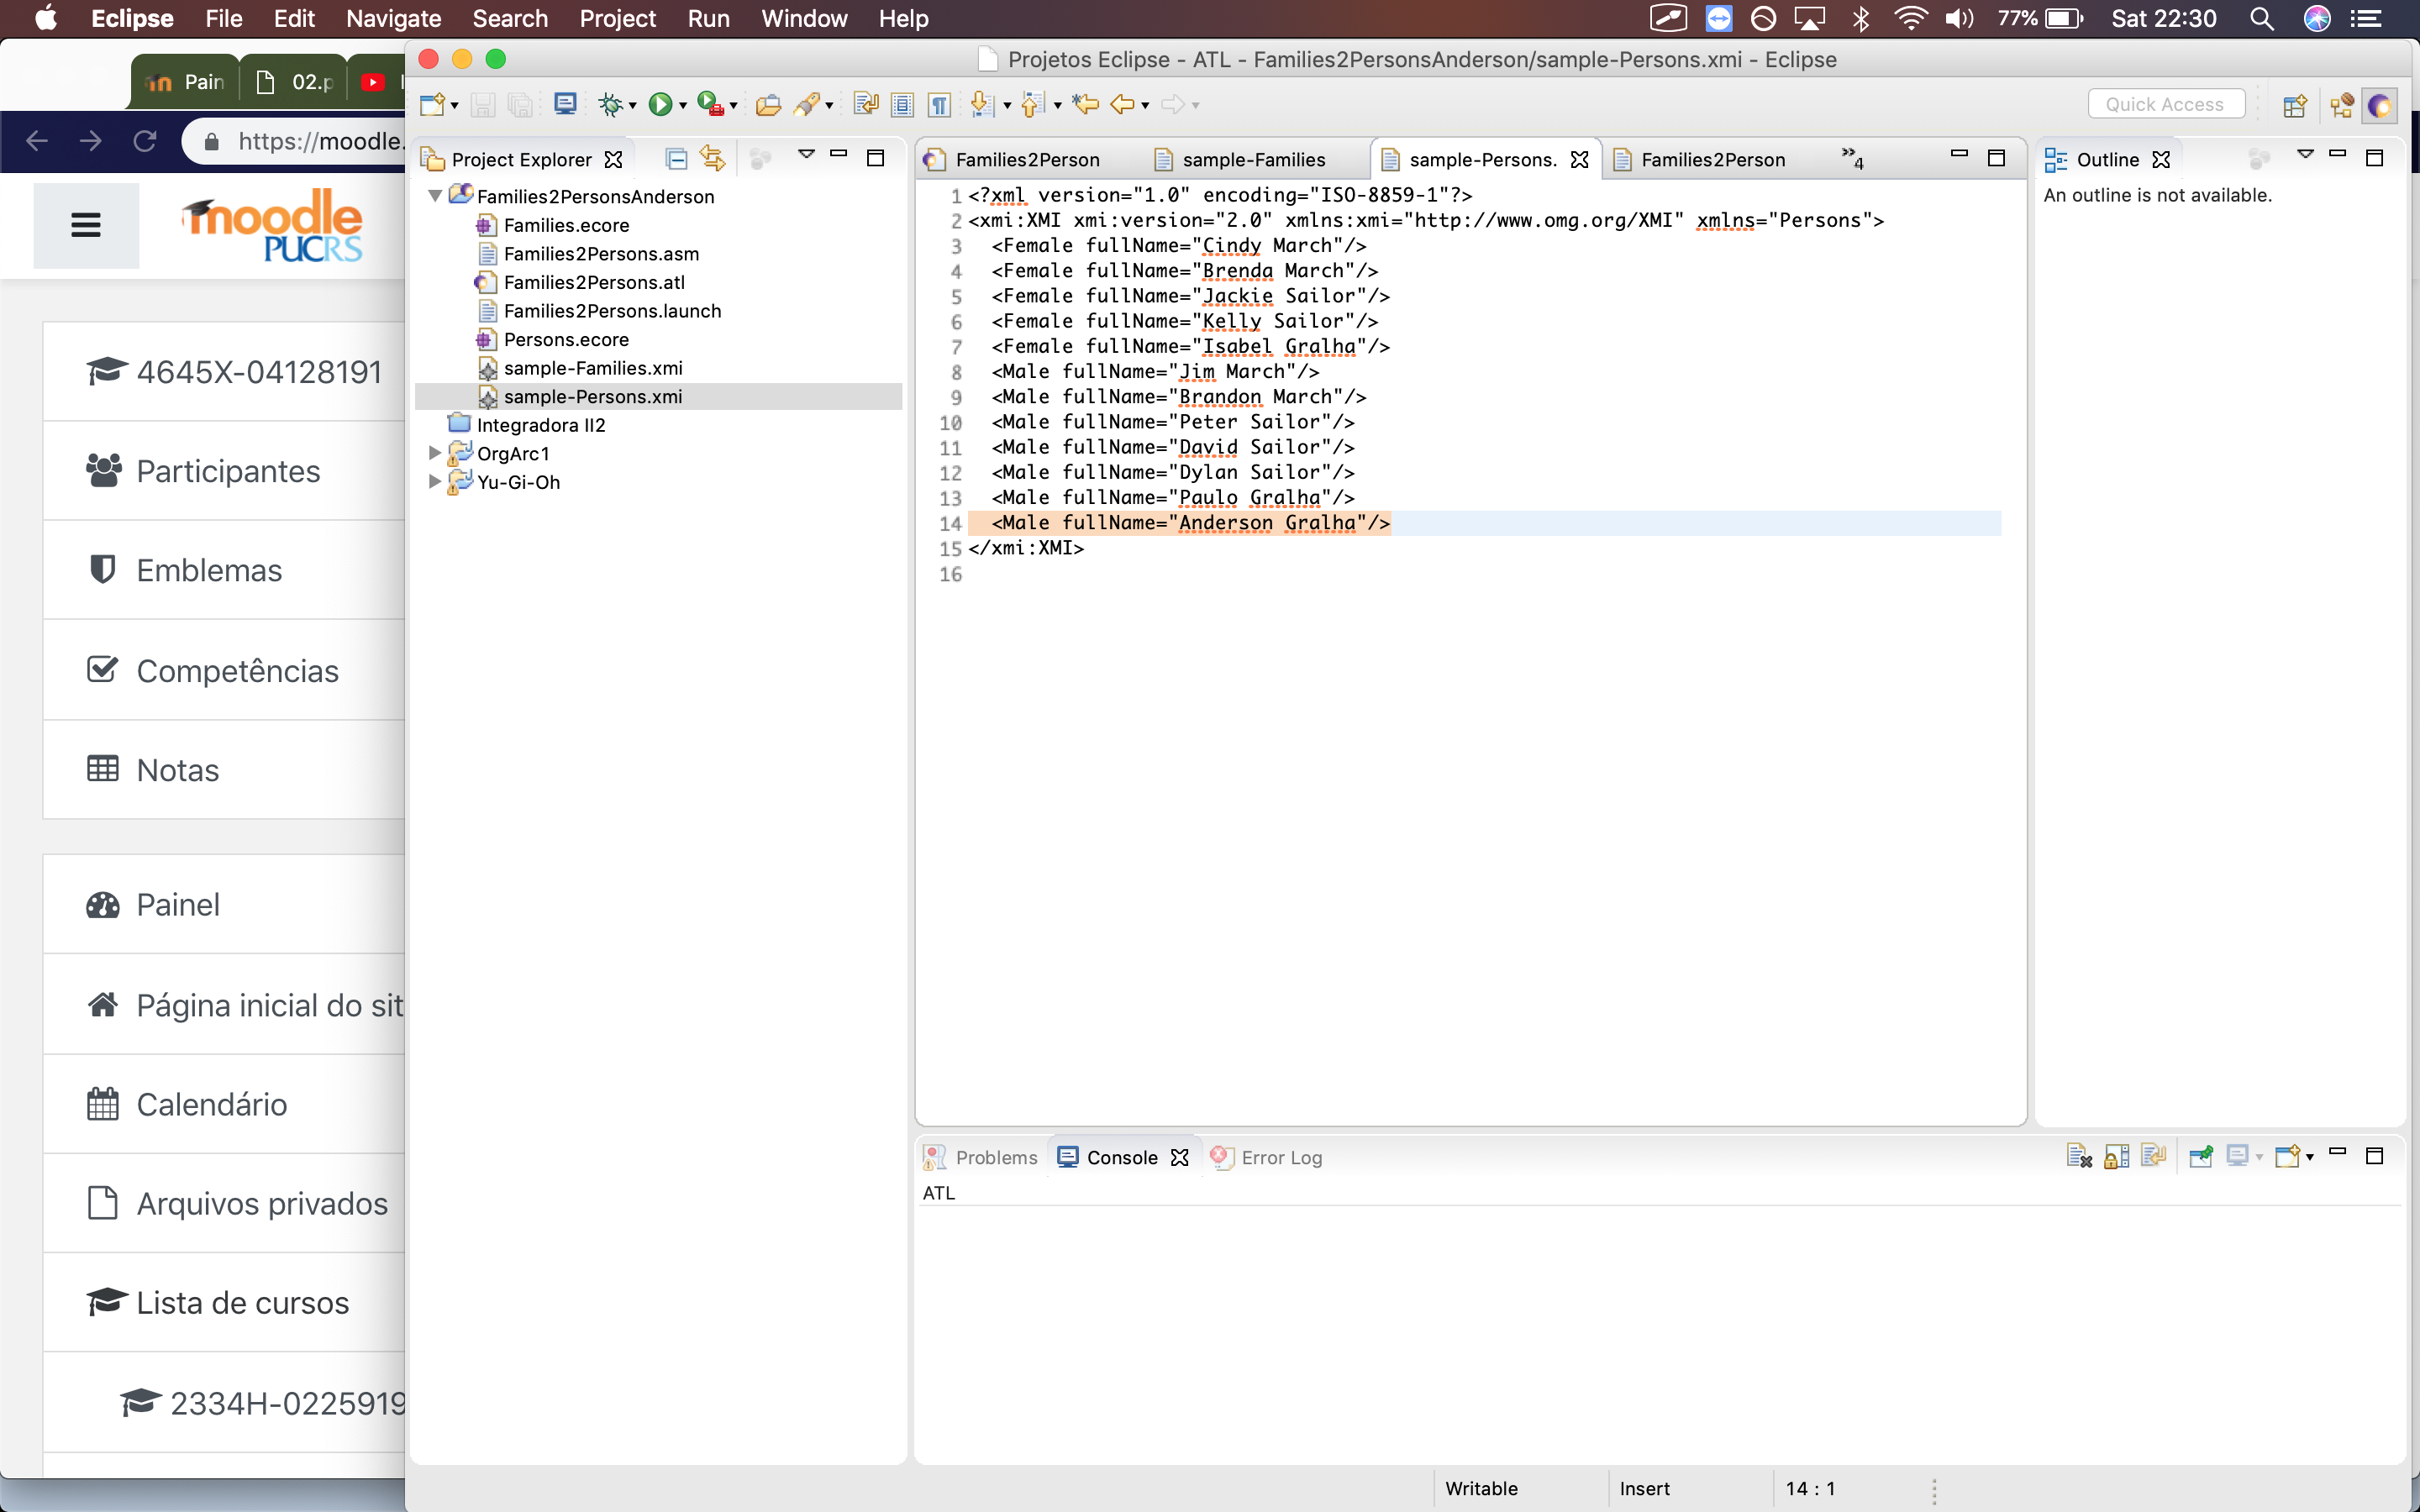 Eclipse File Edit Navigate Search Project Run Window Help 77% Sat 22:30
Pain 02.p
https://moodle.
moodle
PUCRS
4645X-04128191
Participantes
Emblemas
Competências
Notas
Painel
Página inicial do sit
Calendário
Arquivos privados
Lista de cursos
2334H-0225919
Projetos Eclipse - ATL - Families2PersonsAnderson/sample-Persons.xmi - Eclipse
Quick Access
Project Explorer
Families2PersonsAnderson
Families.ecore
Families2Persons.asm
Families2Persons.atl
Families2Persons.launch
Persons.ecore
sample-Families.xmi
sample-Persons.xmi
Integradora II2
OrgArc1
Yu-Gi-Oh
Families2Person sample-Families sample-Persons. Families2Person »4
1 <?xml version="1.0" encoding="ISO-8859-1"?>
2 <xmi:XMI xmi:version="2.0" xmlns:xmi="http://www.omg.org/XMI" xmlns="Persons">
3 <Female fullName="Cindy March"/>
4 <Female fullName="Brenda March"/>
5 <Female fullName="Jackie Sailor"/>
6 <Female fullName="Kelly Sailor"/>
7 <Female fullName="Isabel Gralha"/>
8 <Male fullName="Jim March"/>
9 <Male fullName="Brandon March"/>
10 <Male fullName="Peter Sailor"/>
11 <Male fullName="David Sailor"/>
12 <Male fullName="Dylan Sailor"/>
13 <Male fullName="Paulo Gralha"/>
14 <Male fullName="Anderson Gralha"/>
15 </xmi:XMI>
16
Outline
An outline is not available.
Problems Console Error Log
ATL
Writable Insert 14 : 1